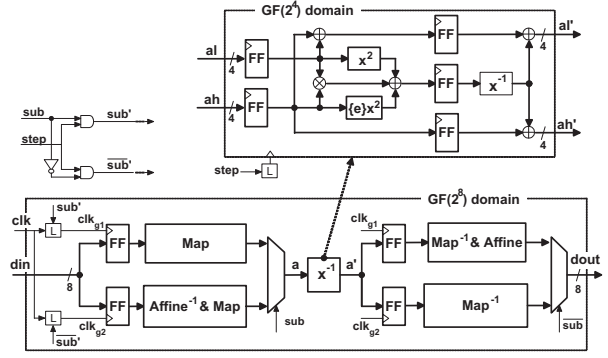 GF(2⁴) domain
al
4
FF
x²
FF
al'
4
FF
x⁻¹
ah
4
FF
{e}x²
FF
ah'
4
step
L
sub
sub'
step
sub'
GF(2⁸) domain
sub'
clk
L
clk_g1
FF
Map
clk_g1
FF
Map⁻¹ & Affine
din
8
a
x⁻¹
a'
dout
8
FF
Affine⁻¹ & Map
FF
Map⁻¹
L
clk_g2
sub'
sub
clk_g2
sub